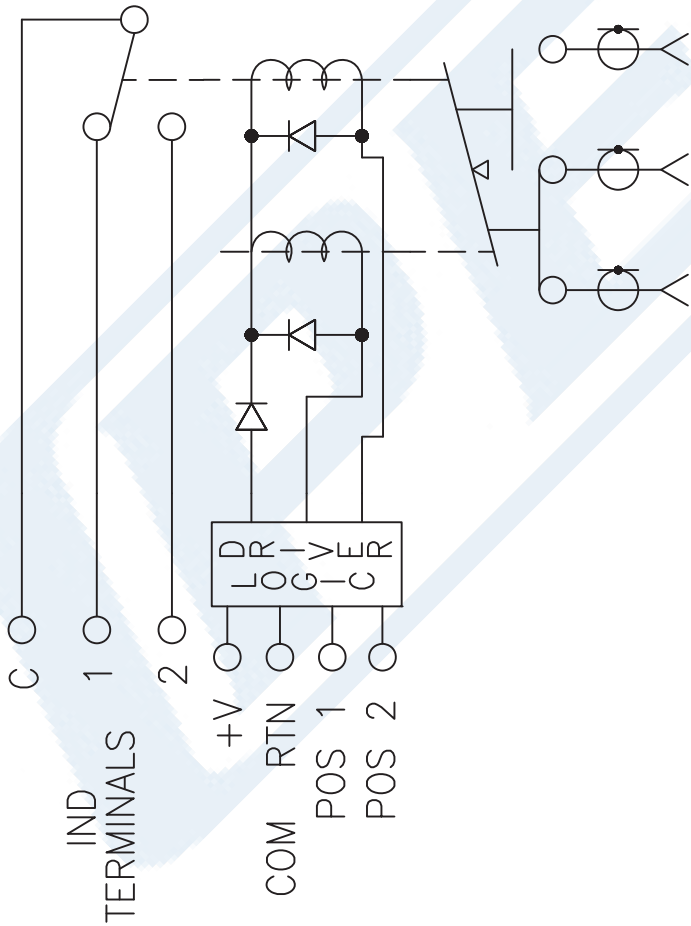 C
1
2
IND
TERMINALS
+V
COM RTN
POS 1
POS 2
DRIVER
LOGIC